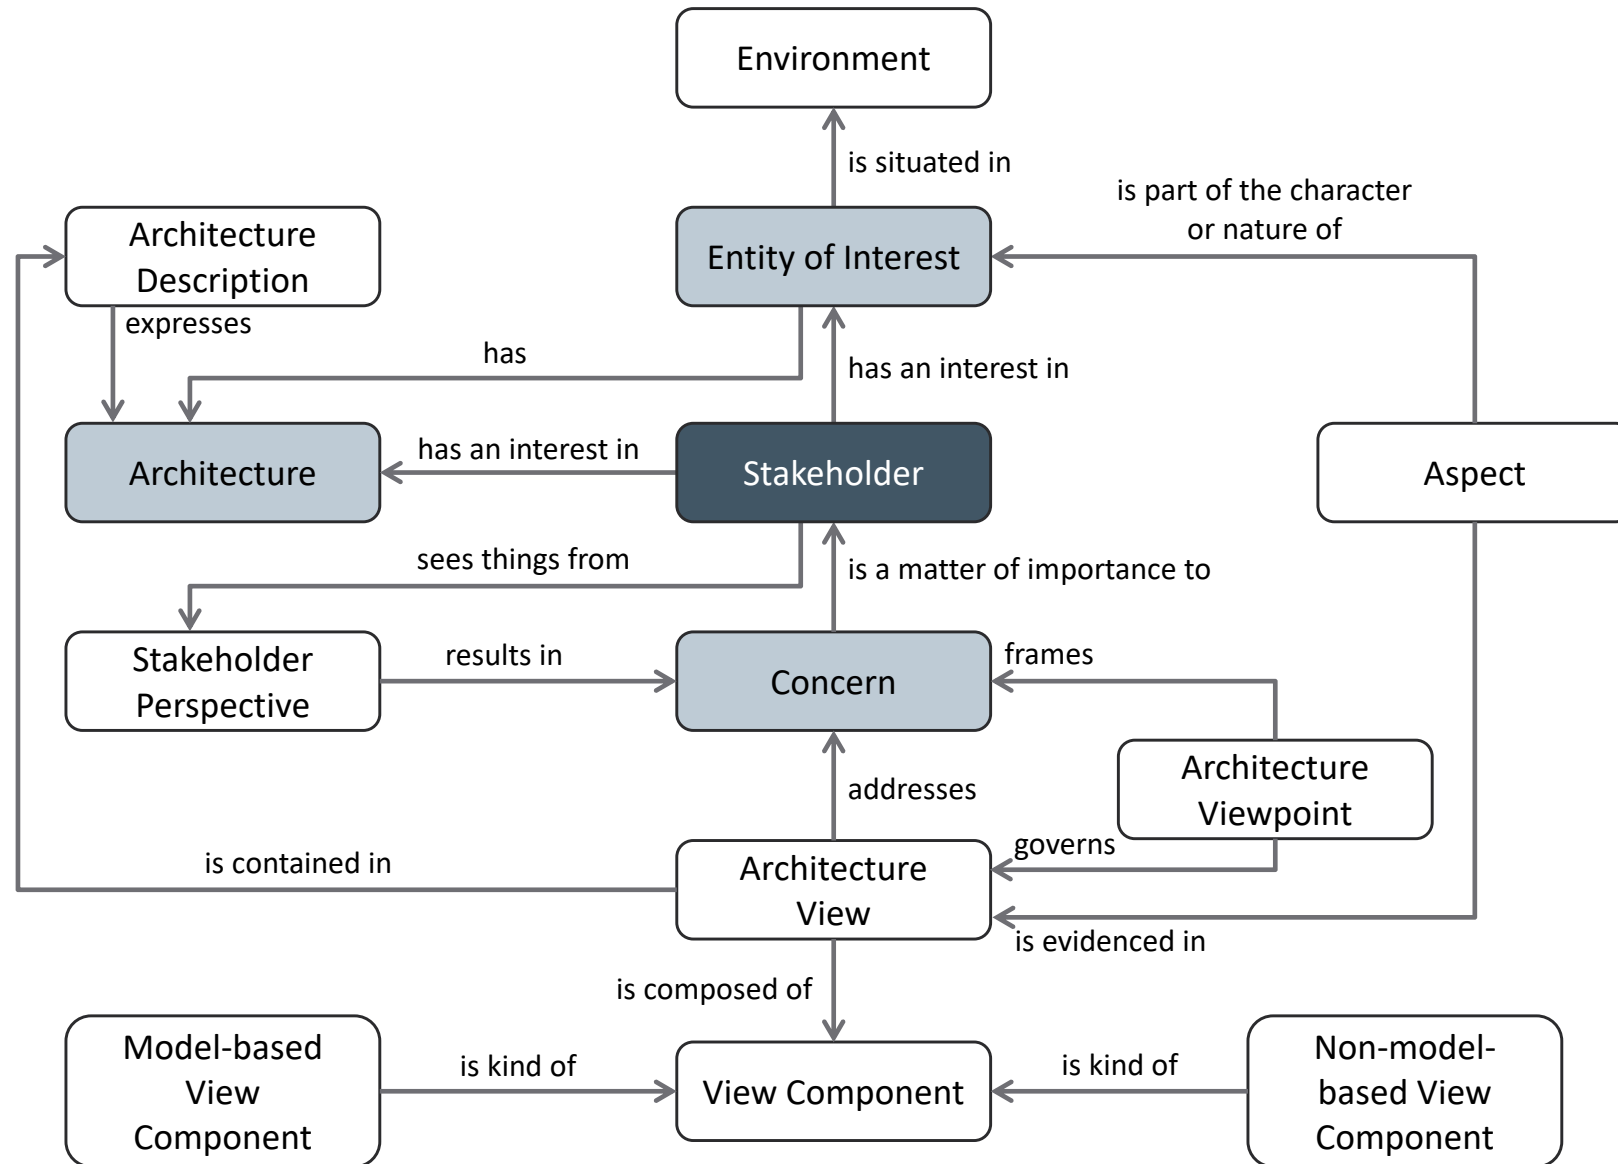 Environment
is situated in
is part of the character
or nature of
Architecture
Description
Entity of Interest
expresses
has
has an interest in
Architecture
has an interest in
Stakeholder
Aspect
sees things from
is a matter of importance to
Stakeholder
Perspective
results in
Concern
frames
Architecture
Viewpoint
addresses
governs
is contained in
Architecture
View
is evidenced in
is composed of
Model-based
View
Component
is kind of
View Component
is kind of
Non-model-
based View
Component